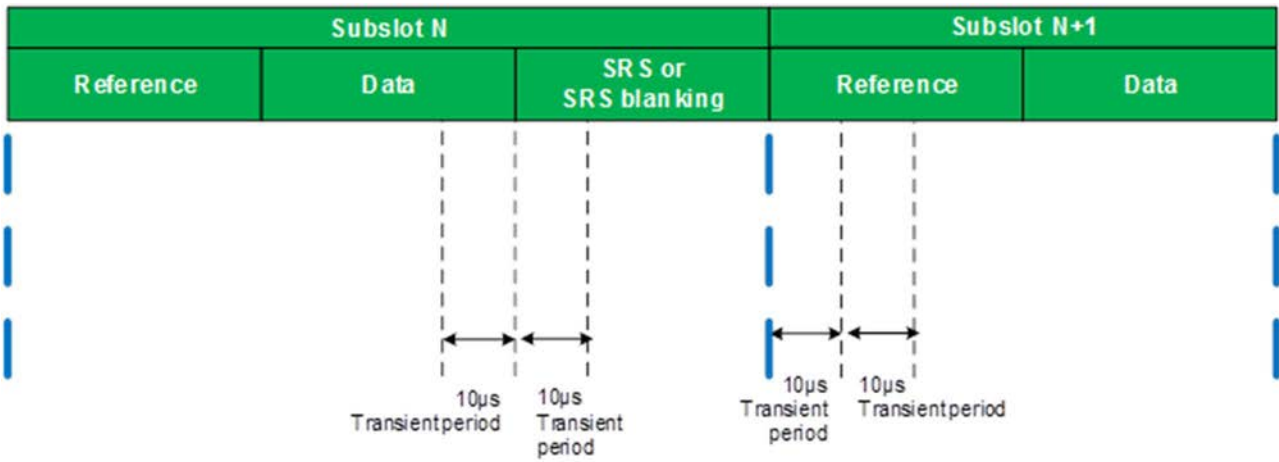 Subslot N
Subslot N+1
Reference
Data
SRS or
SRS blanking
Reference
Data
10µs
Transient period
10µs
Transient
period
10µs
Transient
period
10µs
Transient period